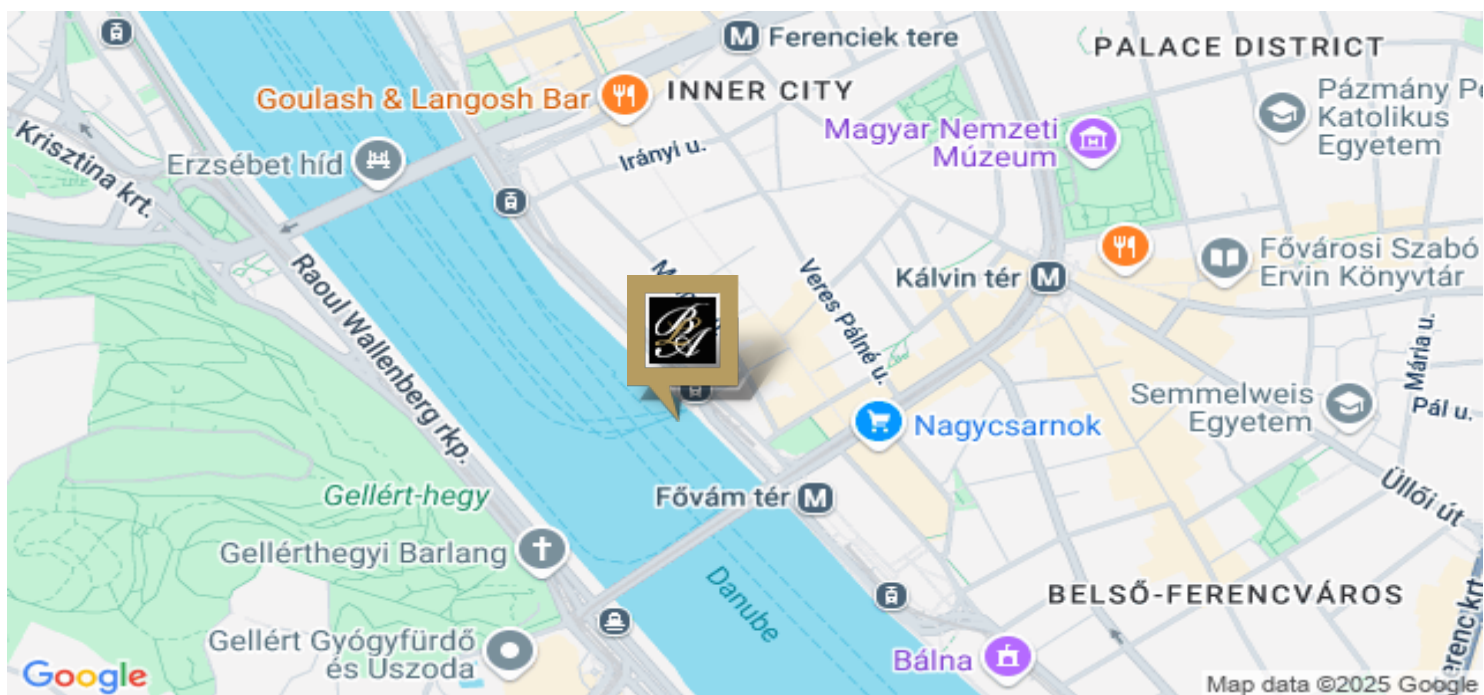 Ferenciek tere
PALACE DISTRICT
Goulash & Langosh Bar
INNER CITY
Pázmány Pé
Katolikus
Egyetem
Magyar Nemzeti
Múzeum
Krisztina krt.
Erzsébet híd
Irányi u.
Fővárosi Szabó
Ervin Könyvtár
Kálvin tér
Raoul Wallenberg rkp.
Veres Pálné u.
Mária u.
Semmelweis
Egyetem
Pál u.
Nagycsarnok
Gellért-hegy
Fővám tér
Üllői út
Gellérthegyi Barlang
Danube
BELSŐ-FERENCVÁROS
Gellért Gyógyfürdő
és Uszoda
Bálna
Ferenc krt.
Google
Map data ©2025 Google